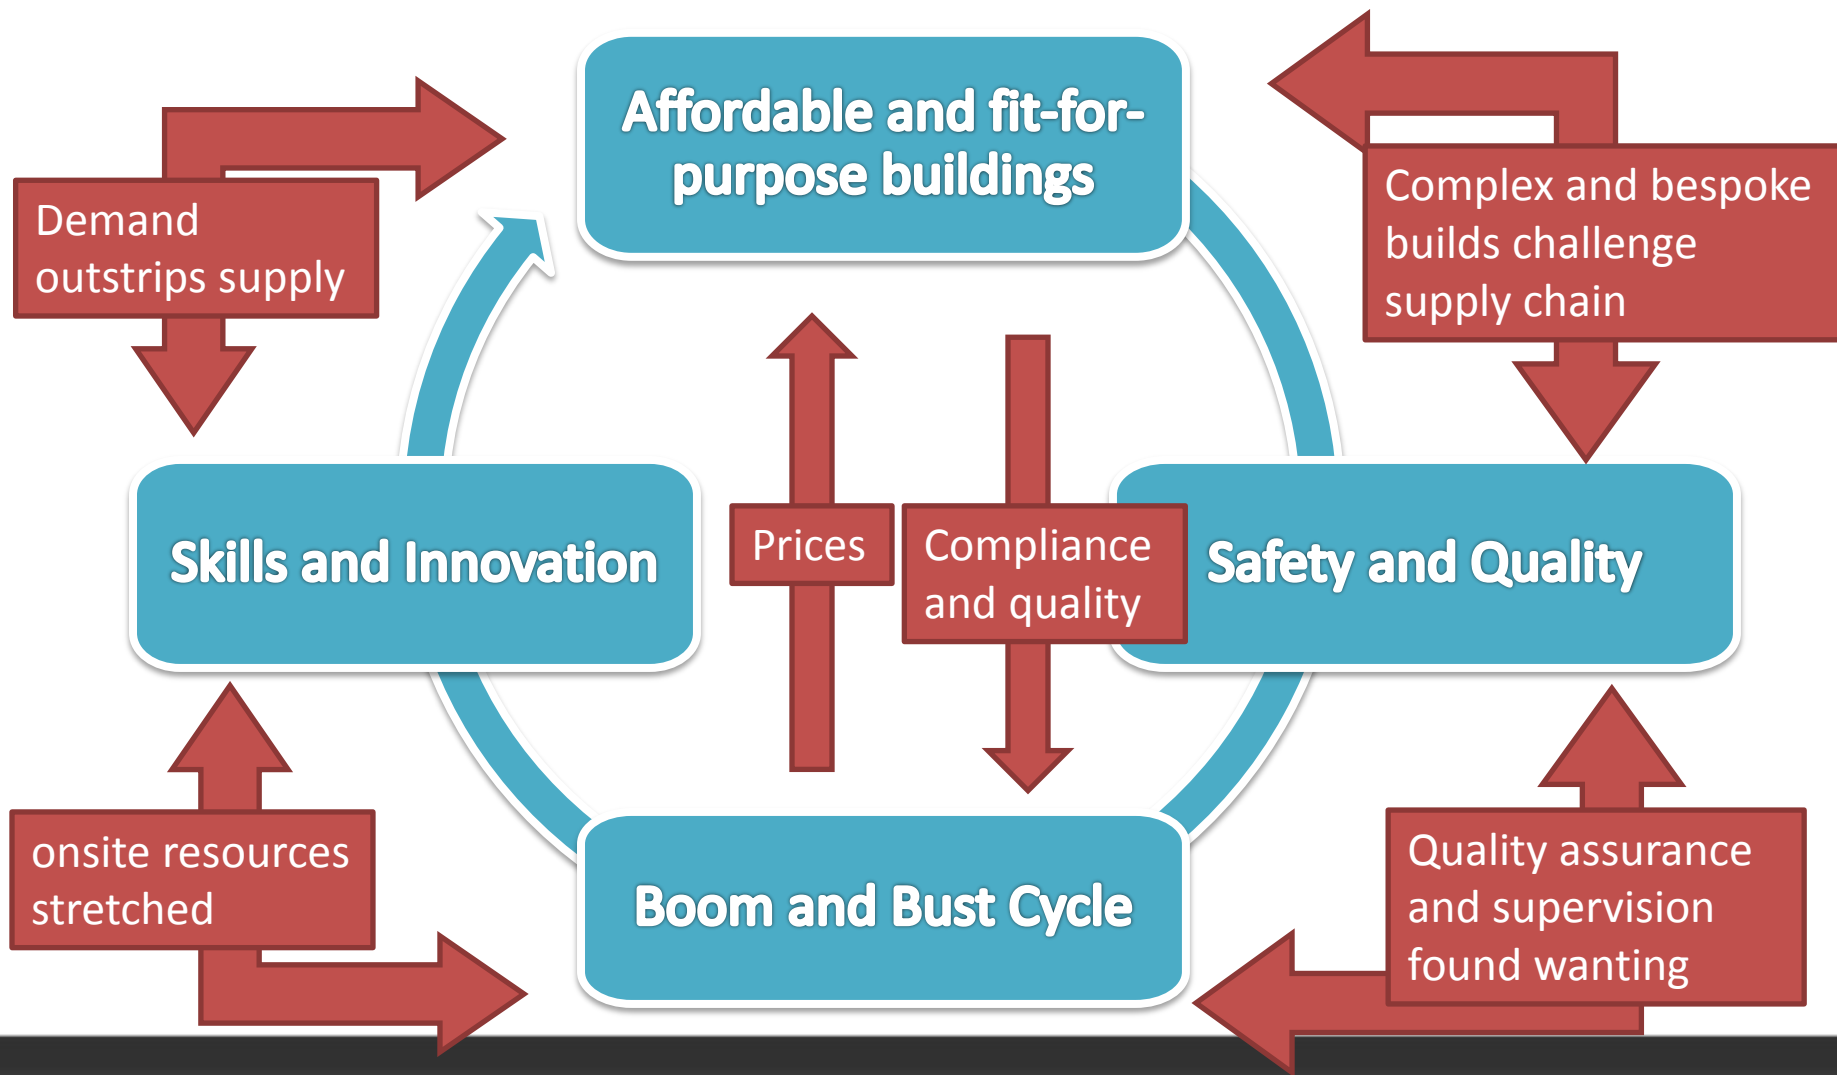 Affordable and fit-for-
purpose buildings
Demand
outstrips supply
Complex and bespoke
builds challenge
supply chain
Skills and Innovation
Prices
Compliance
and quality
Safety and Quality
onsite resources
stretched
Boom and Bust Cycle
Quality assurance
and supervision
found wanting